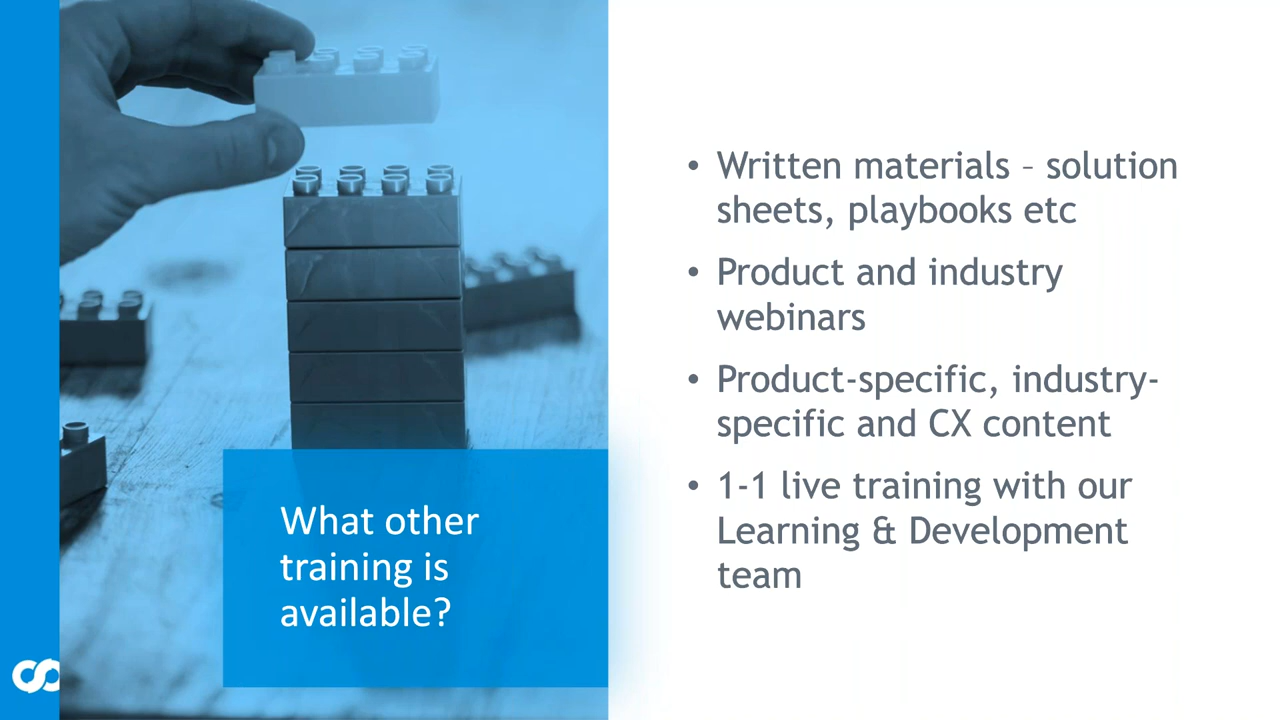 What other
training is
available?
• Written materials – solution
sheets, playbooks etc
• Product and industry
webinars
• Product-specific, industry-
specific and CX content
• 1-1 live training with our
Learning & Development
team